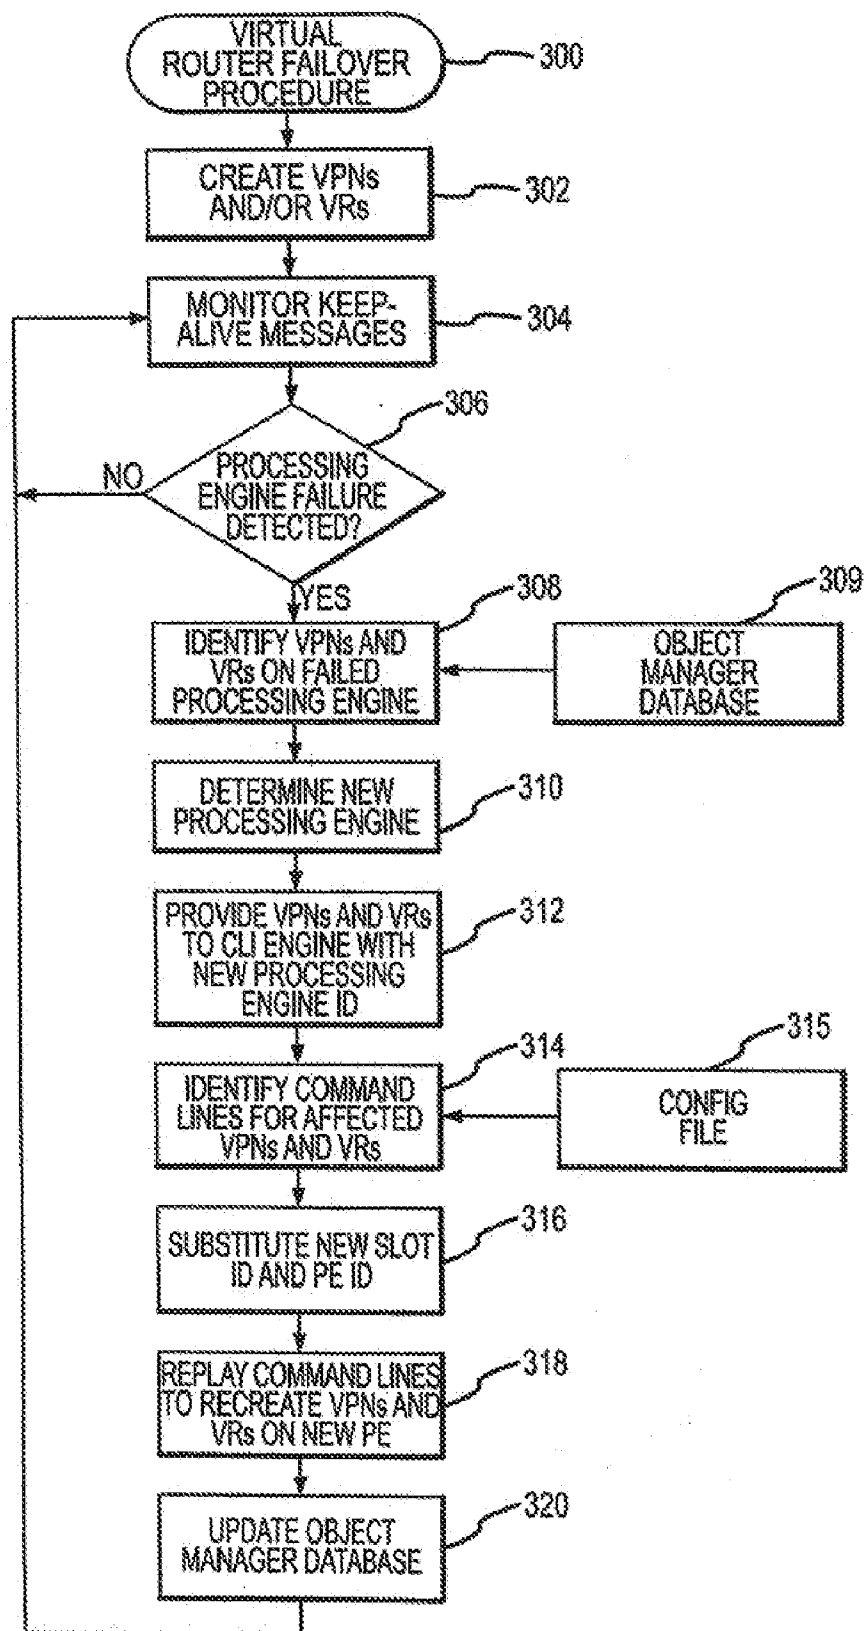 VIRTUAL
ROUTER FAILOVER
PROCEDURE
300
CREATE VPNs
AND/OR VRs
302
MONITOR KEEP-
ALIVE MESSAGES
304
306
PROCESSING
ENGINE FAILURE
DETECTED?
NO
YES
308
IDENTIFY VPNs AND
VRs ON FAILED
PROCESSING ENGINE
309
OBJECT
MANAGER
DATABASE
DETERMINE NEW
PROCESSING ENGINE
310
PROVIDE VPNs AND VRs
TO CLI ENGINE WITH
NEW PROCESSING
ENGINE ID
312
314
IDENTIFY COMMAND
LINES FOR AFFECTED
VPNs AND VRs
315
CONFIG
FILE
316
SUBSTITUTE NEW SLOT
ID AND PE ID
318
REPLAY COMMAND LINES
TO RECREATE VPNs AND
VRs ON NEW PE
320
UPDATE OBJECT
MANAGER DATABASE